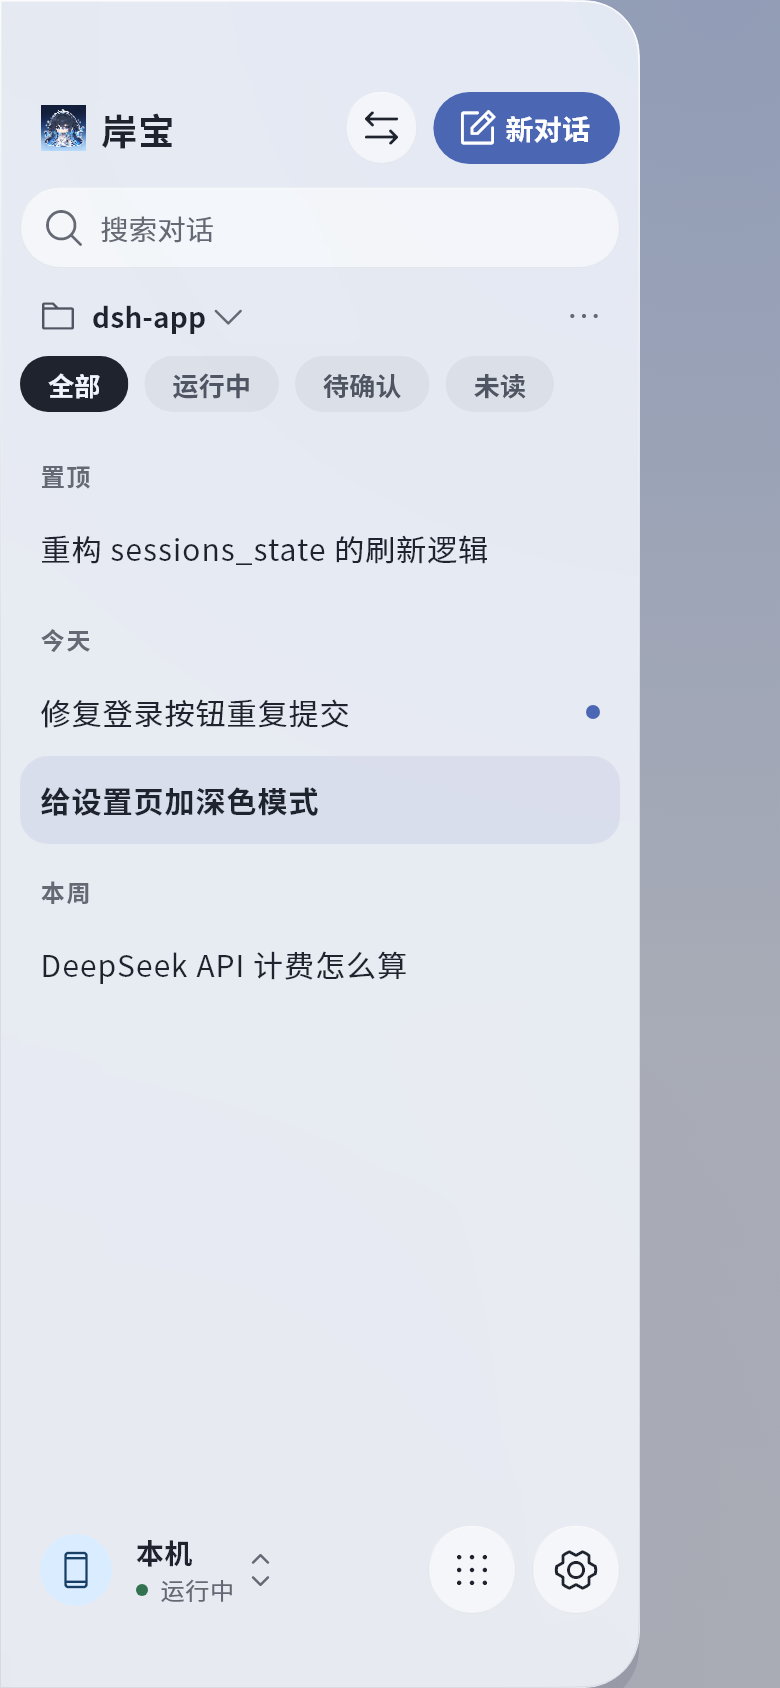 岸宝
新对话
搜索对话
dsh-app
全部 运行中 待确认 未读
置顶
重构 sessions_state 的刷新逻辑
今天
修复登录按钮重复提交
给设置页加深色模式
本周
DeepSeek API 计费怎么算
本机
运行中